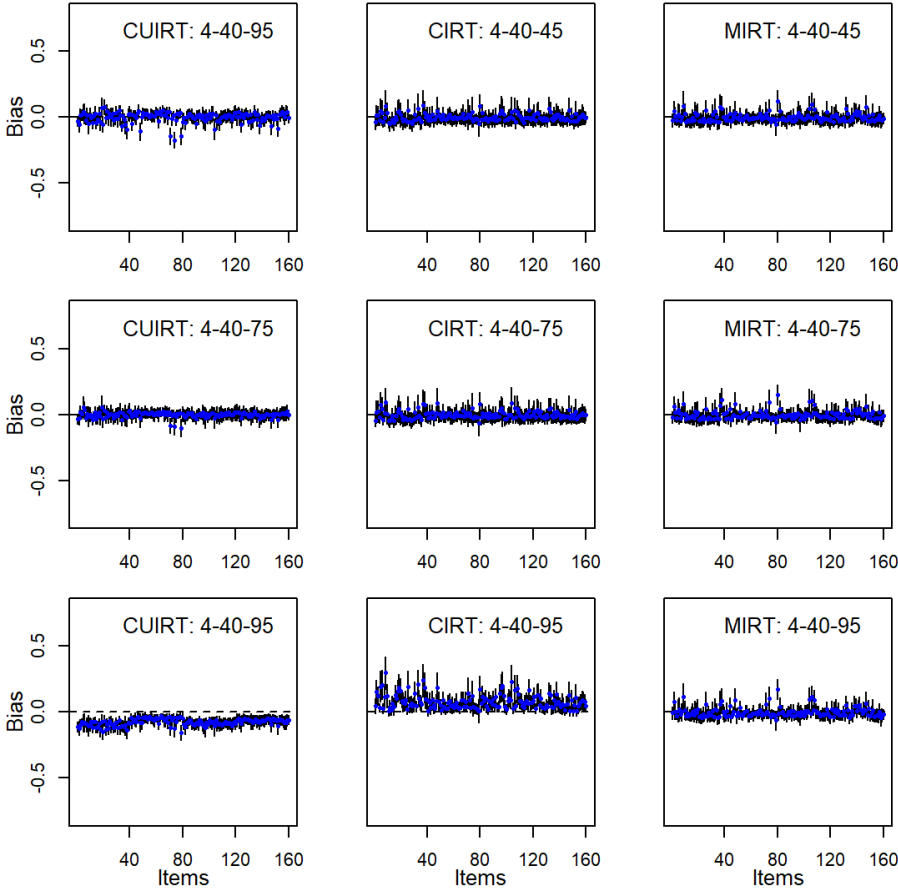 CUIRT: 4-40-95
CIRT: 4-40-45
MIRT: 4-40-45
0.5
0.0
-0.5
Bias
40 80 120 160
40 80 120 160
40 80 120 160
CUIRT: 4-40-75
CIRT: 4-40-75
MIRT: 4-40-75
0.5
0.0
-0.5
Bias
40 80 120 160
40 80 120 160
40 80 120 160
CUIRT: 4-40-95
CIRT: 4-40-95
MIRT: 4-40-95
0.5
0.0
-0.5
Bias
40 80 120 160
40 80 120 160
40 80 120 160
Items
Items
Items